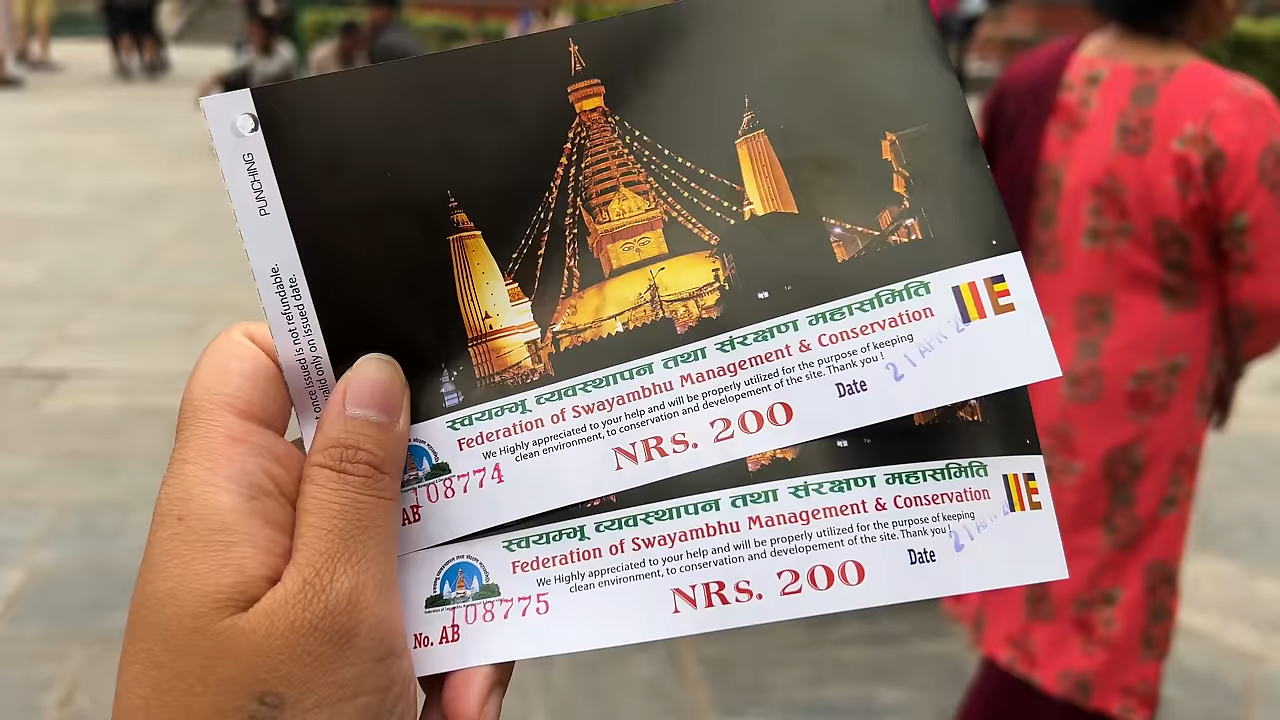 PUNCHING
once issued is not refundable.
valid only on issued date.
स्वयम्भू व्यवस्थापन तथा संरक्षण महासमिति
Federation of Swayambhu Management & Conservation
We Highly appreciated to your help and will be properly utilized for the purpose of keeping
clean environment, to conservation and developement of the site. Thank you !
NRS. 200
Date 21 APR
AB 108774
स्वयम्भू व्यवस्थापन तथा संरक्षण महासमिति
Federation of Swayambhu Management & Conservation
We Highly appreciated to your help and will be properly utilized for the purpose of keeping
clean environment, to conservation and developement of the site. Thank you !
NRS. 200
Date 21 APR
No. AB 108775